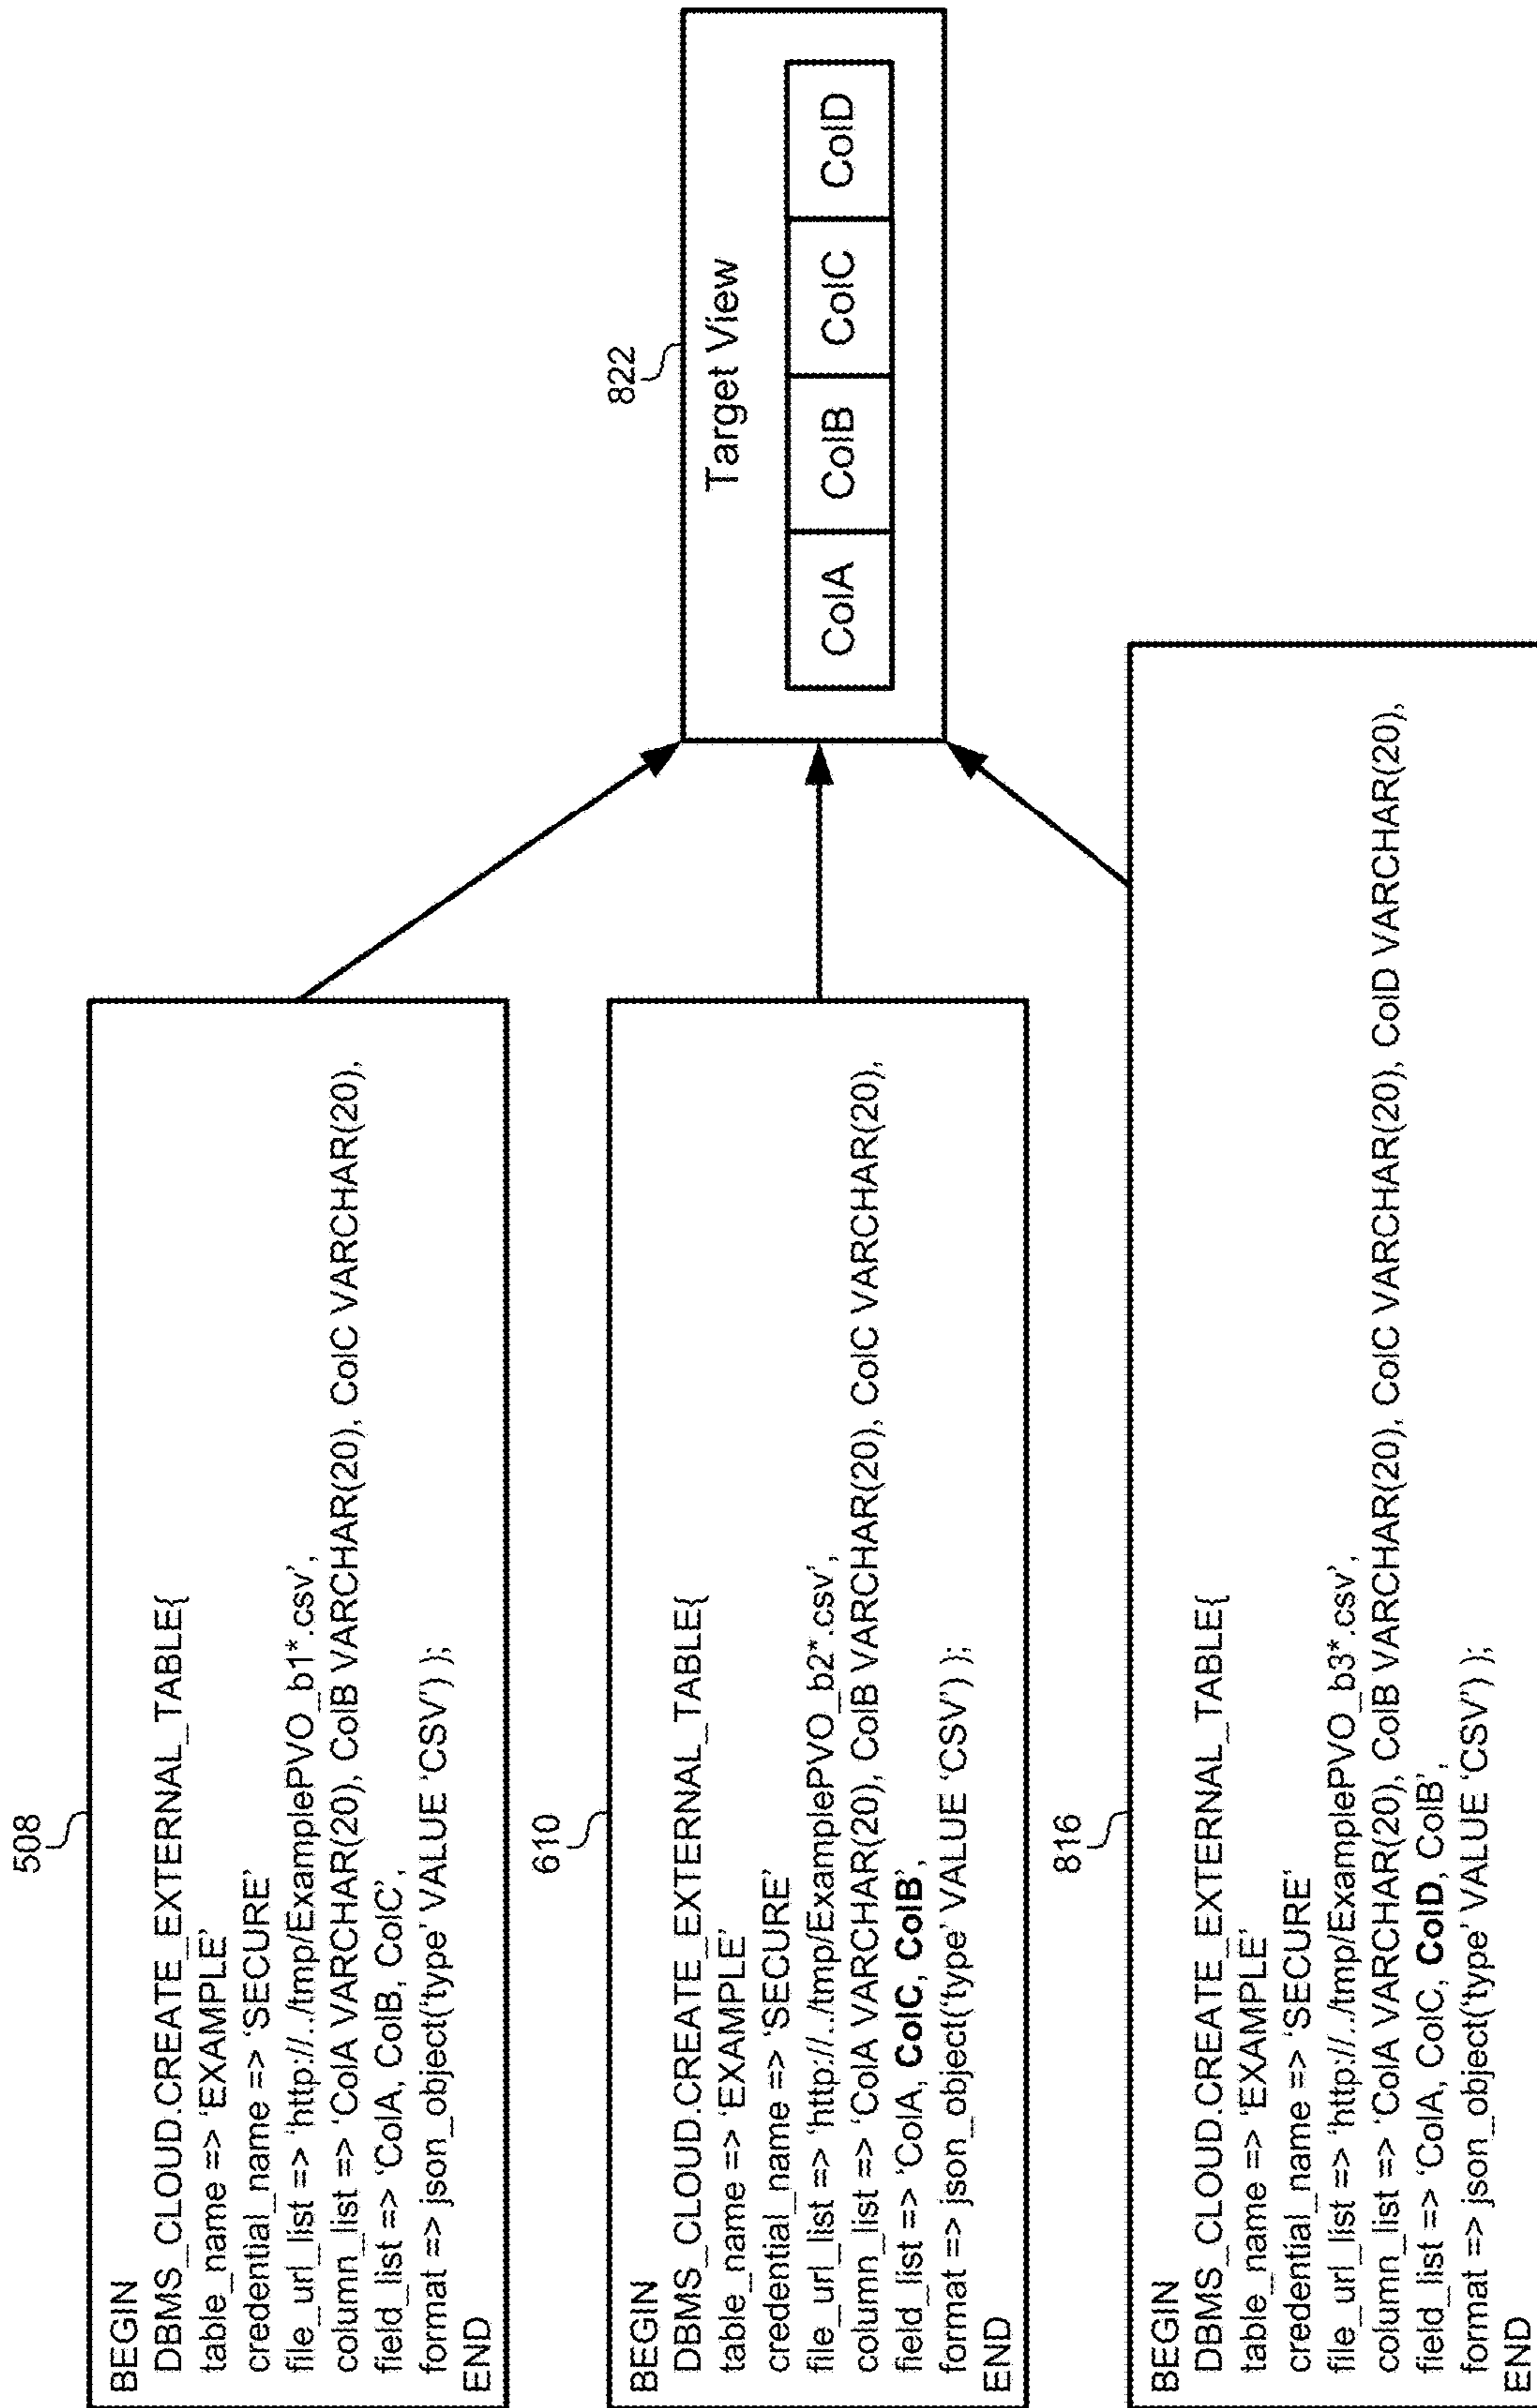 508
BEGIN
DBMS_CLOUD.CREATE_EXTERNAL_TABLE{
table_name => ‘EXAMPLE’
credential_name => ‘SECURE’
file_url_list => ‘http://../tmp/ExamplePVO_b1*.csv’,
column_list => ‘ColA VARCHAR(20), ColB VARCHAR(20), ColC VARCHAR(20),
field_list => ‘ColA, ColB, ColC’,
format => json_object(‘type’ VALUE ‘CSV’) );
END
610
BEGIN
DBMS_CLOUD.CREATE_EXTERNAL_TABLE{
table_name => ‘EXAMPLE’
credential_name => ‘SECURE’
file_url_list => ‘http://../tmp/ExamplePVO_b2*.csv’,
column_list => ‘ColA VARCHAR(20), ColB VARCHAR(20), ColC VARCHAR(20),
field_list => ‘ColA, ColC, ColB’,
format => json_object(‘type’ VALUE ‘CSV’) );
END
816
BEGIN
DBMS_CLOUD.CREATE_EXTERNAL_TABLE{
table_name => ‘EXAMPLE’
credential_name => ‘SECURE’
file_url_list => ‘http://../tmp/ExamplePVO_b3*.csv’,
column_list => ‘ColA VARCHAR(20), ColB VARCHAR(20), ColC VARCHAR(20), ColD VARCHAR(20),
field_list => ‘ColA, ColC, ColD, ColB’,
format => json_object(‘type’ VALUE ‘CSV’) );
END
822
Target View
ColA ColB ColC ColD